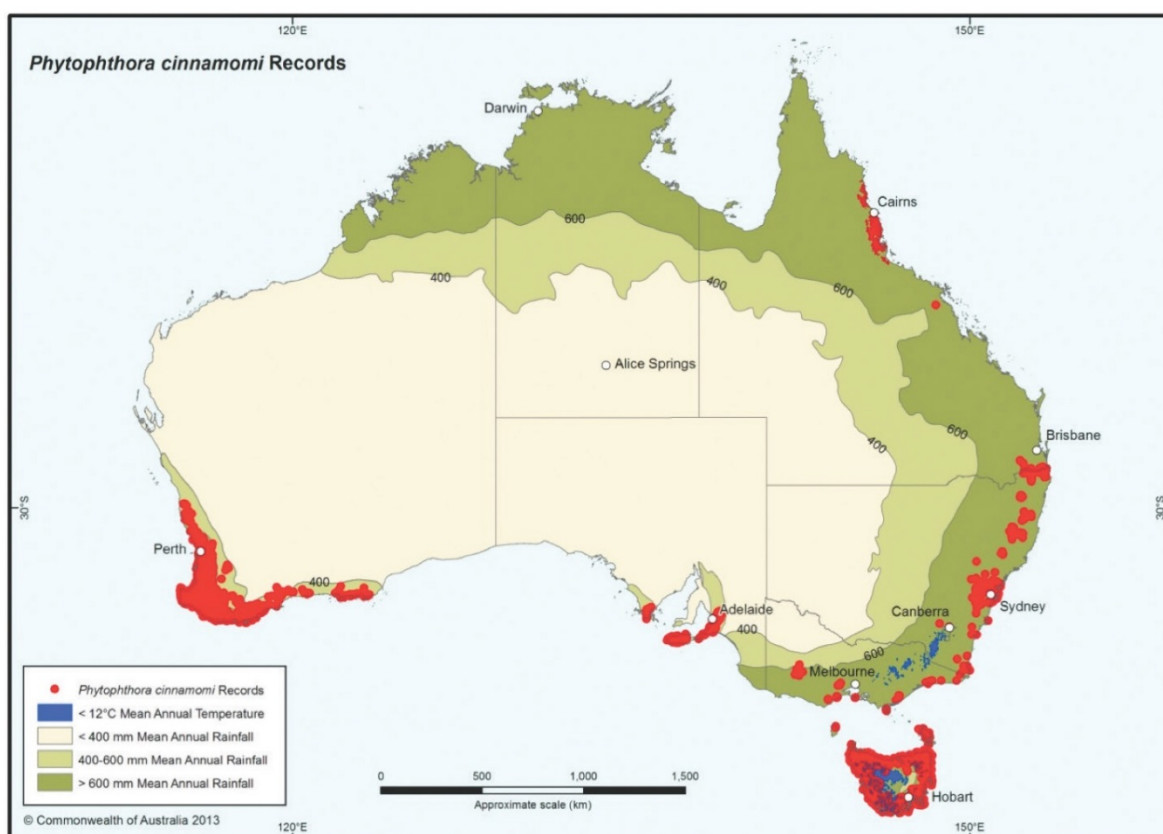 120°E
150°E
Phytophthora cinnamomi Records
Darwin
Cairns
600
400
400
600
Alice Springs
400
600
Brisbane
30°S
30°S
Perth
400
Adelaide
Canberra
Sydney
400
600
Melbourne
Hobart
Phytophthora cinnamomi Records
< 12°C Mean Annual Temperature
< 400 mm Mean Annual Rainfall
400-600 mm Mean Annual Rainfall
> 600 mm Mean Annual Rainfall
0 500 1,000 1,500
Approximate scale (km)
© Commonwealth of Australia 2013
120°E
150°E